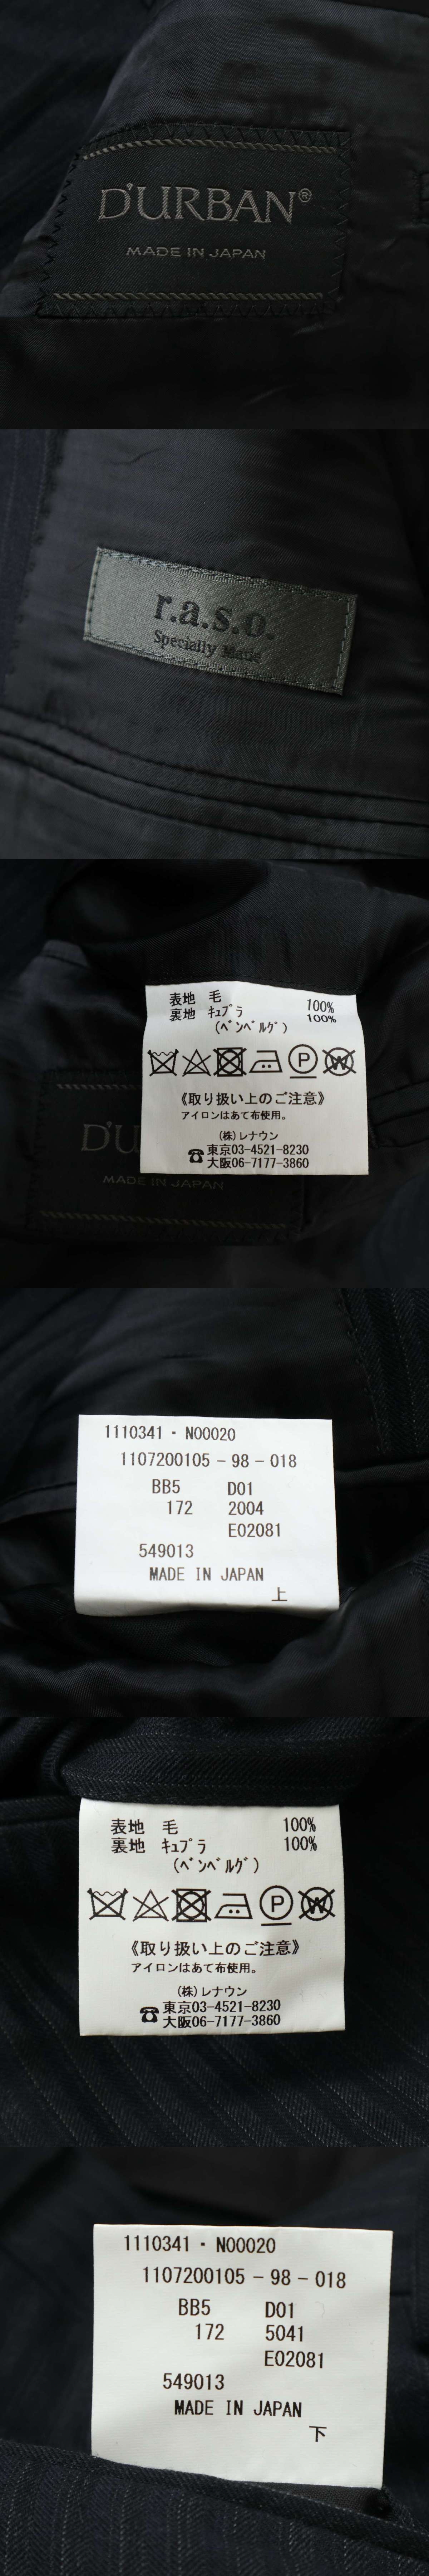 D'URBAN®
MADE IN JAPAN
r.a.s.o.
Specially Made
表地 毛 100%
裏地 ｷｭﾌﾟﾗ 100%
(ﾍﾞﾝﾍﾞﾙｸﾞ)
P W
《取り扱い上のご注意》
アイロンはあて布使用。
(株)レナウン
☎東京03-4521-8230
大阪06-7177-3860
D'U
MADE IN JAPAN
1110341・N00020
1107200105-98-018
BB5 D01
172 2004
E02081
549013
MADE IN JAPAN
上
表地 毛 100%
裏地 ｷｭﾌﾟﾗ 100%
(ﾍﾞﾝﾍﾞﾙｸﾞ)
P W
《取り扱い上のご注意》
アイロンはあて布使用。
(株)レナウン
☎東京03-4521-8230
大阪06-7177-3860
1110341・N00020
1107200105-98-018
BB5 D01
172 5041
E02081
549013
MADE IN JAPAN
下